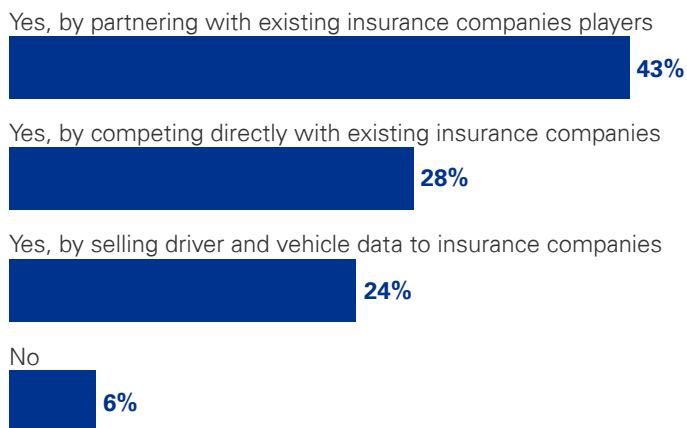 Yes, by partnering with existing insurance companies players
43%
Yes, by competing directly with existing insurance companies
28%
Yes, by selling driver and vehicle data to insurance companies
24%
No
6%